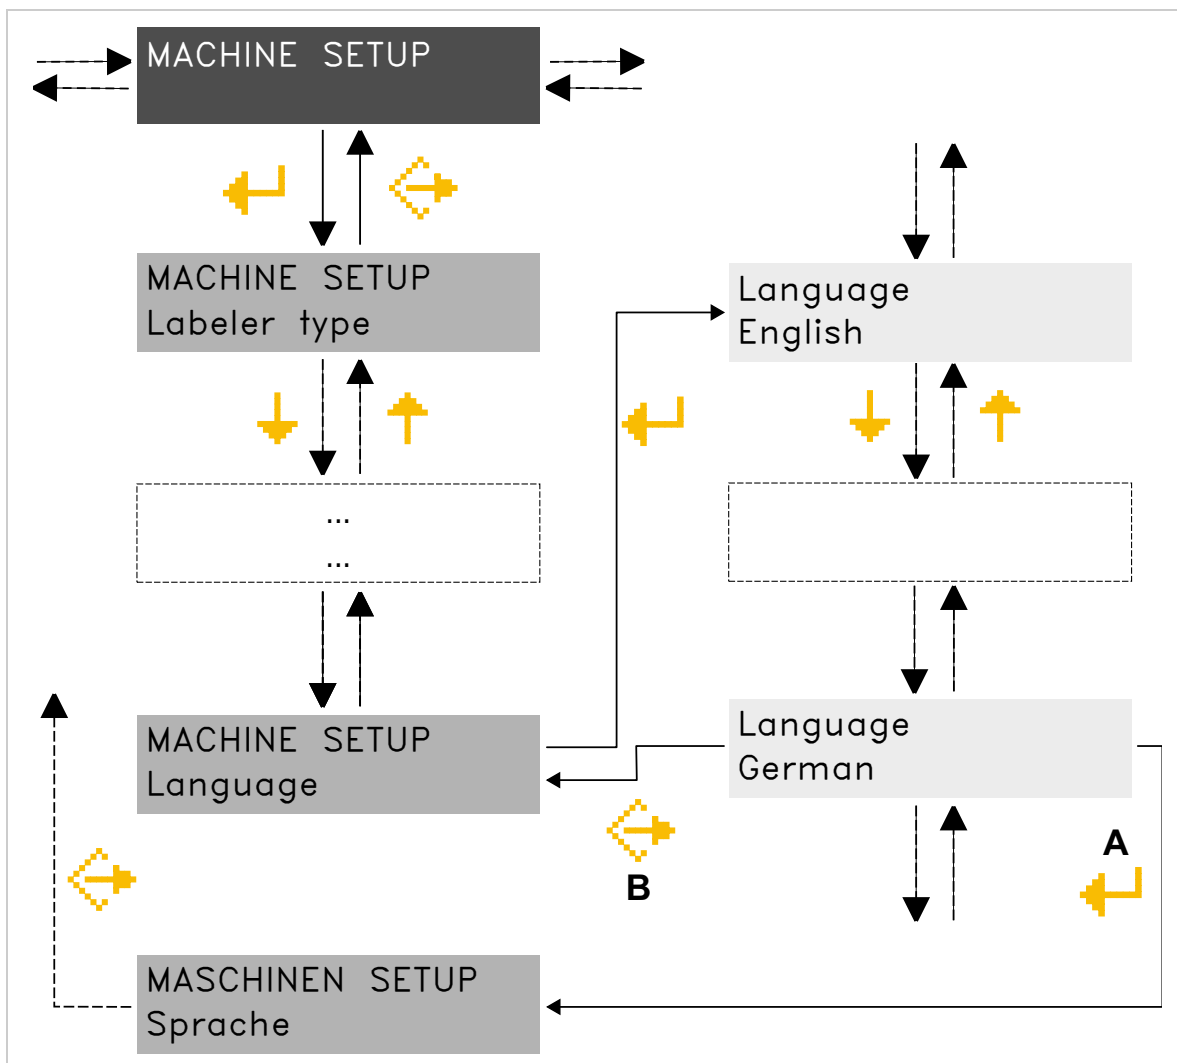 MACHINE SETUP
MACHINE SETUP
Labeler type
...
...
MACHINE SETUP
Language
MASCHINEN SETUP
Sprache
Language
English
Language
German
B
A